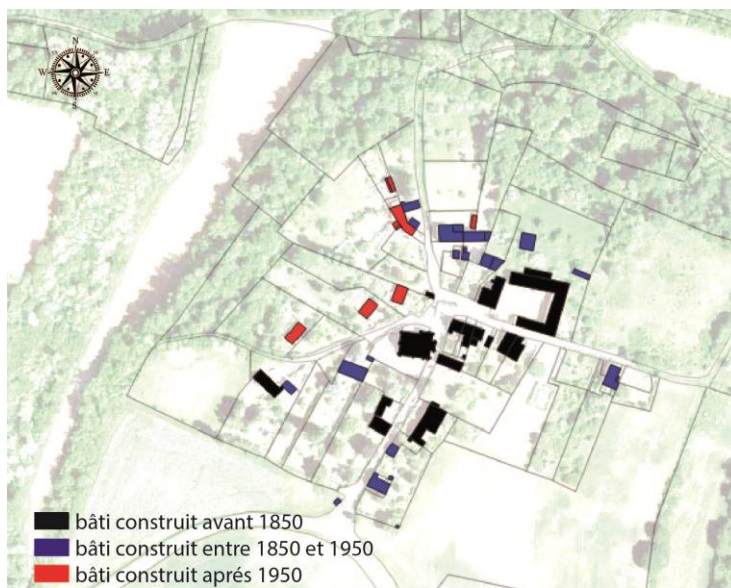 N
W E
S
bâti construit avant 1850
bâti construit entre 1850 et 1950
bâti construit aprés 1950